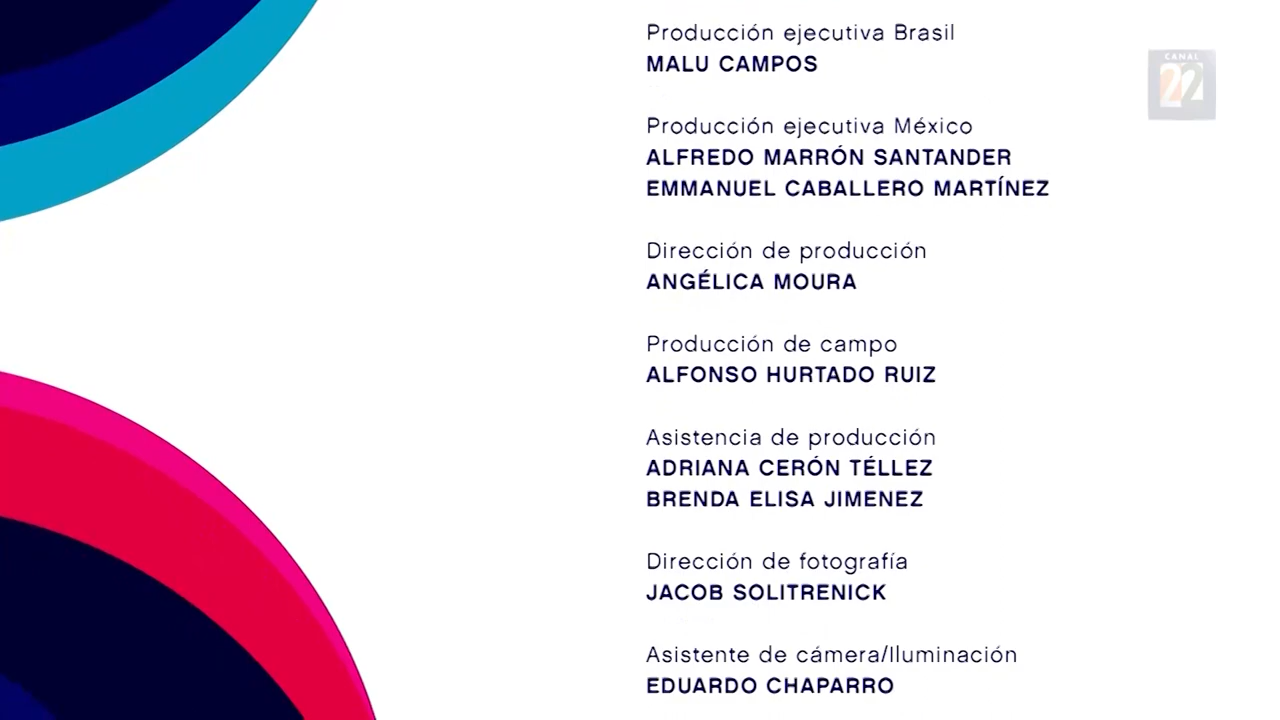 Producción ejecutiva Brasil
MALU CAMPOS
CANAL
22
Producción ejecutiva México
ALFREDO MARRÓN SANTANDER
EMMANUEL CABALLERO MARTÍNEZ
Dirección de producción
ANGÉLICA MOURA
Producción de campo
ALFONSO HURTADO RUIZ
Asistencia de producción
ADRIANA CERÓN TÉLLEZ
BRENDA ELISA JIMENEZ
Dirección de fotografía
JACOB SOLITRENICK
Asistente de cámera/Iluminación
EDUARDO CHAPARRO